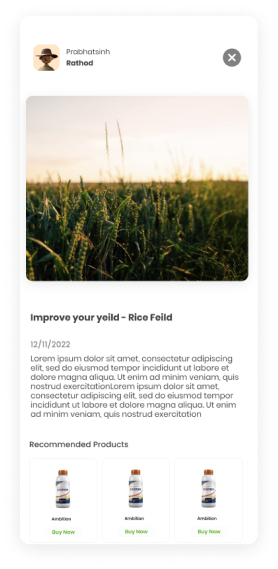 Prabhatsinh
Rathod
Improve your yeild - Rice Feild
12/11/2022
Lorem ipsum dolor sit amet, consectetur adipiscing
elit, sed do eiusmod tempor incididunt ut labore et
dolore magna aliqua. Ut enim ad minim veniam, quis
nostrud exercitationLorem ipsum dolor sit amet,
consectetur adipiscing elit, sed do eiusmod tempor
incididunt ut labore et dolore magna aliqua. Ut enim
ad minim veniam, quis nostrud exercitation
Recommended Products
Ambition Ambition Ambition
Buy Now Buy Now Buy Now